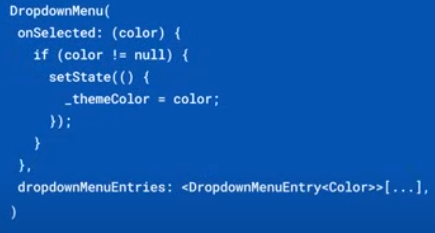 DropdownMenu(
onSelected: (color) {
if (color != null) {
setState(() {
_themeColor = color;
});
}
},
dropdownMenuEntries: <DropdownMenuEntry<Color>>[...],
)